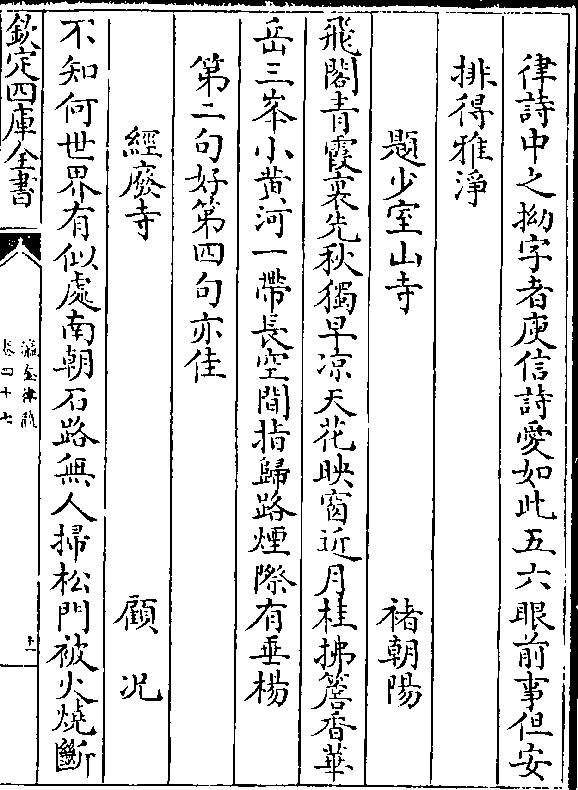 律詩中之拗字者庾信詩愛如此五六眼前事但安
排得雅淨
題少室山寺 褚朝陽
飛閣青霞裏先秋獨早凉天花映窗近月桂拂簷香華
岳三峯小黄河一帶長空間指歸路煙際有垂楊
第二句好第四句亦佳
經廢寺 顧况
不知何世界有似處南朝石路無人掃松門被火燒斷
欽定四庫全書
瀛奎律髓
卷四十七
十一